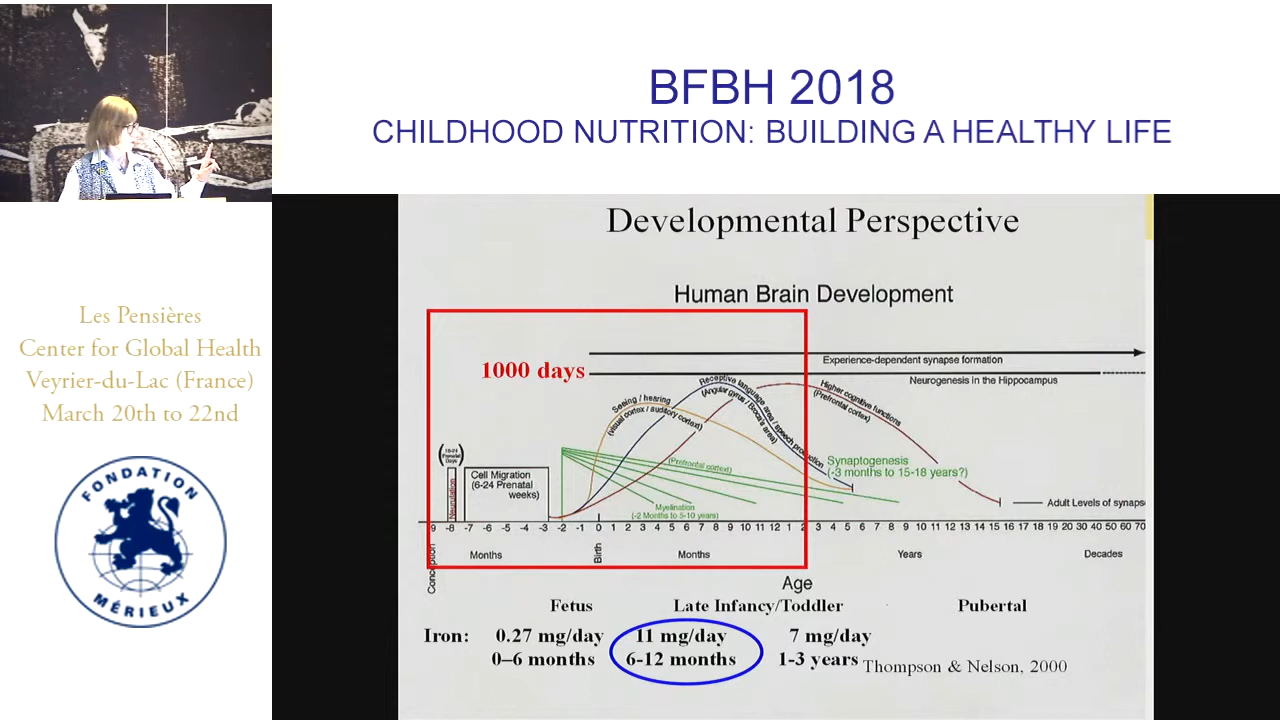 BFBH 2018
CHILDHOOD NUTRITION: BUILDING A HEALTHY LIFE
Les Pensières
Center for Global Health
Veyrier-du-Lac (France)
March 20th to 22nd
FONDATION
MÉRIEUX
Developmental Perspective
Human Brain Development
1000 days
Experience-dependent synapse formation
Neurogenesis in the Hippocampus
Seeing / hearing
(visual cortex / auditory cortex)
Receptive language area / speech production
(Angular gyrus / Broca's area)
Higher cognitive functions
(Prefrontal cortex)
(Prefrontal cortex)
Synaptogenesis
(-3 months to 15-18 years?)
Cell Migration
(6-24 Prenatal
weeks)
Neurulation
Myelination
(-2 Months to 5-10 years)
Adult Levels of synaps
-9 -8 -7 -6 -5 -4 -3 -2 -1 0 1 2 3 4 5 6 7 8 9 10 11 12 1 2 3 4 5 6 7 8 9 10 11 12 13 14 15 16 17 18 19 20 30 40 50 60 70
Conception
Months
Birth
Months
Years
Decades
Age
Fetus Late Infancy/Toddler Pubertal
Iron: 0.27 mg/day 11 mg/day 7 mg/day
0–6 months 6-12 months 1-3 years
Thompson & Nelson, 2000